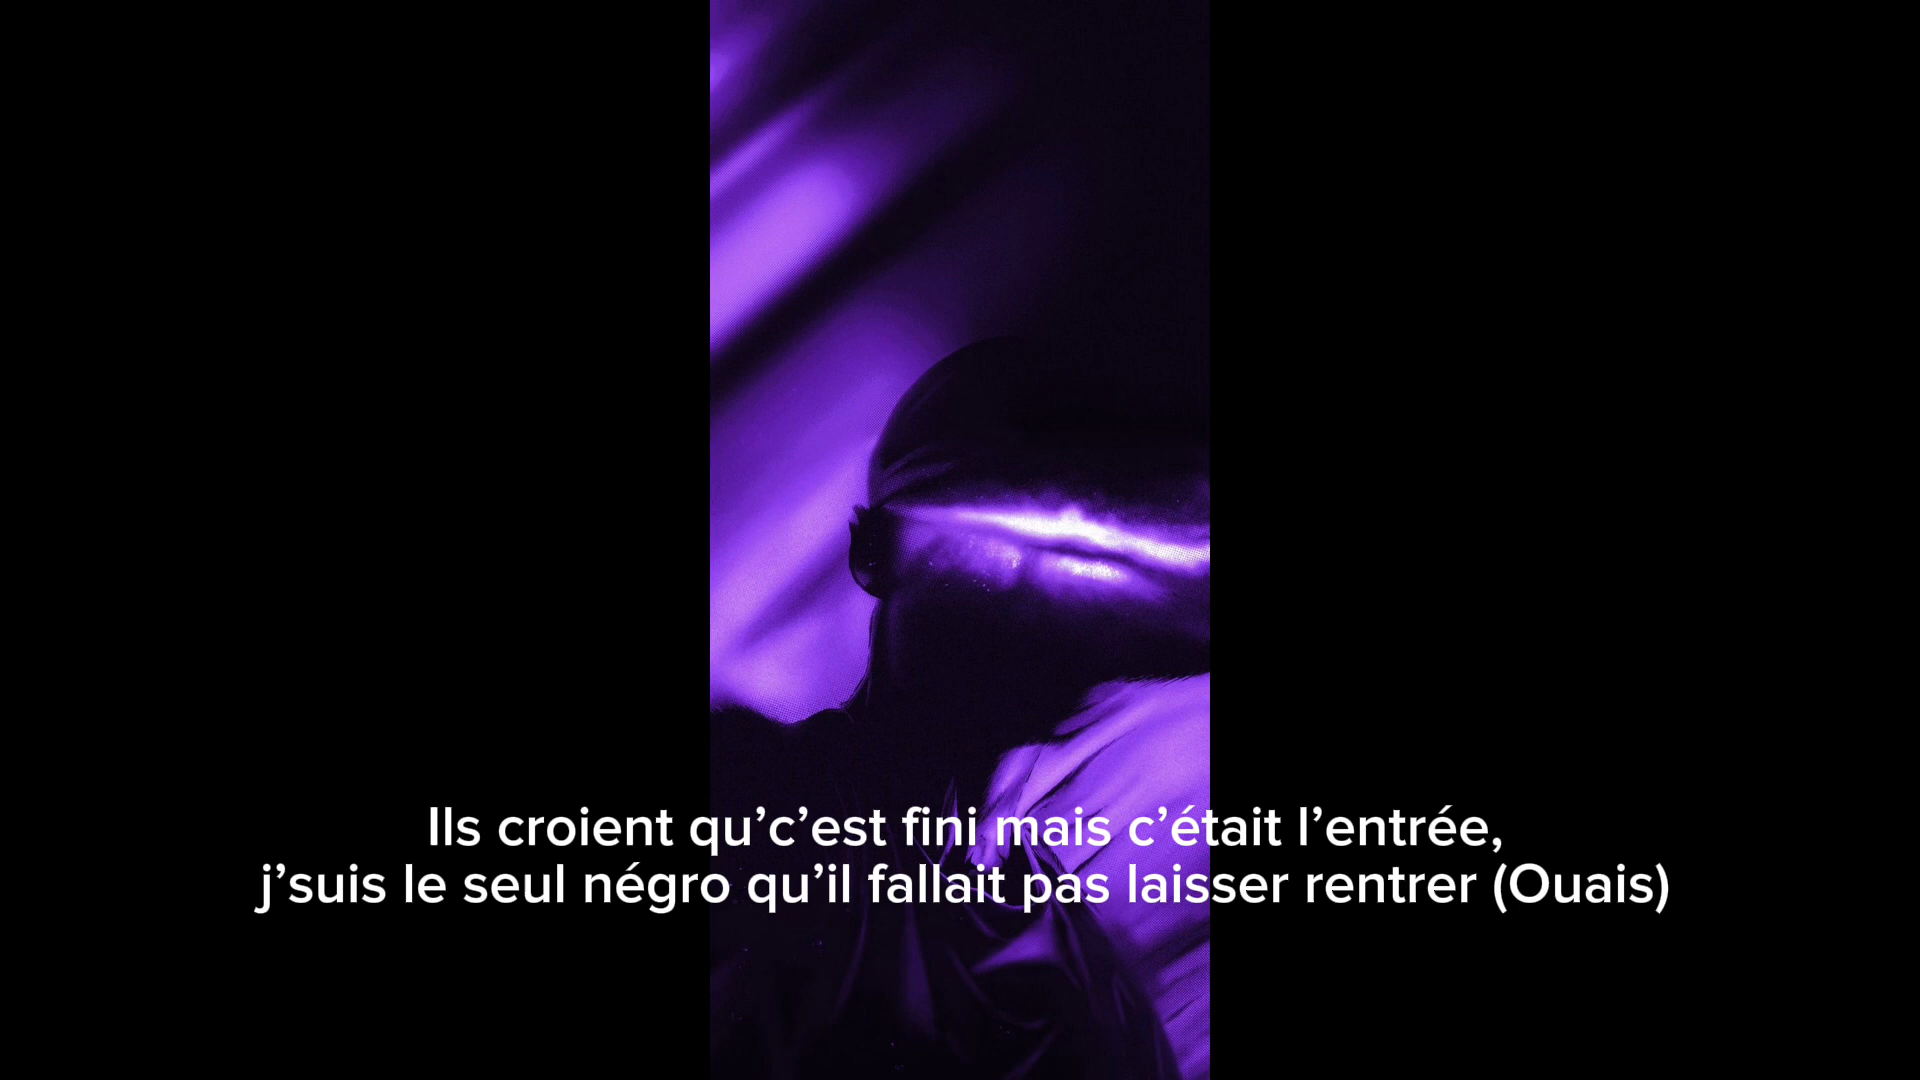 Ils croient qu’c’est fini mais c’était l’entrée,
j’suis le seul négro qu’il fallait pas laisser rentrer (Ouais)